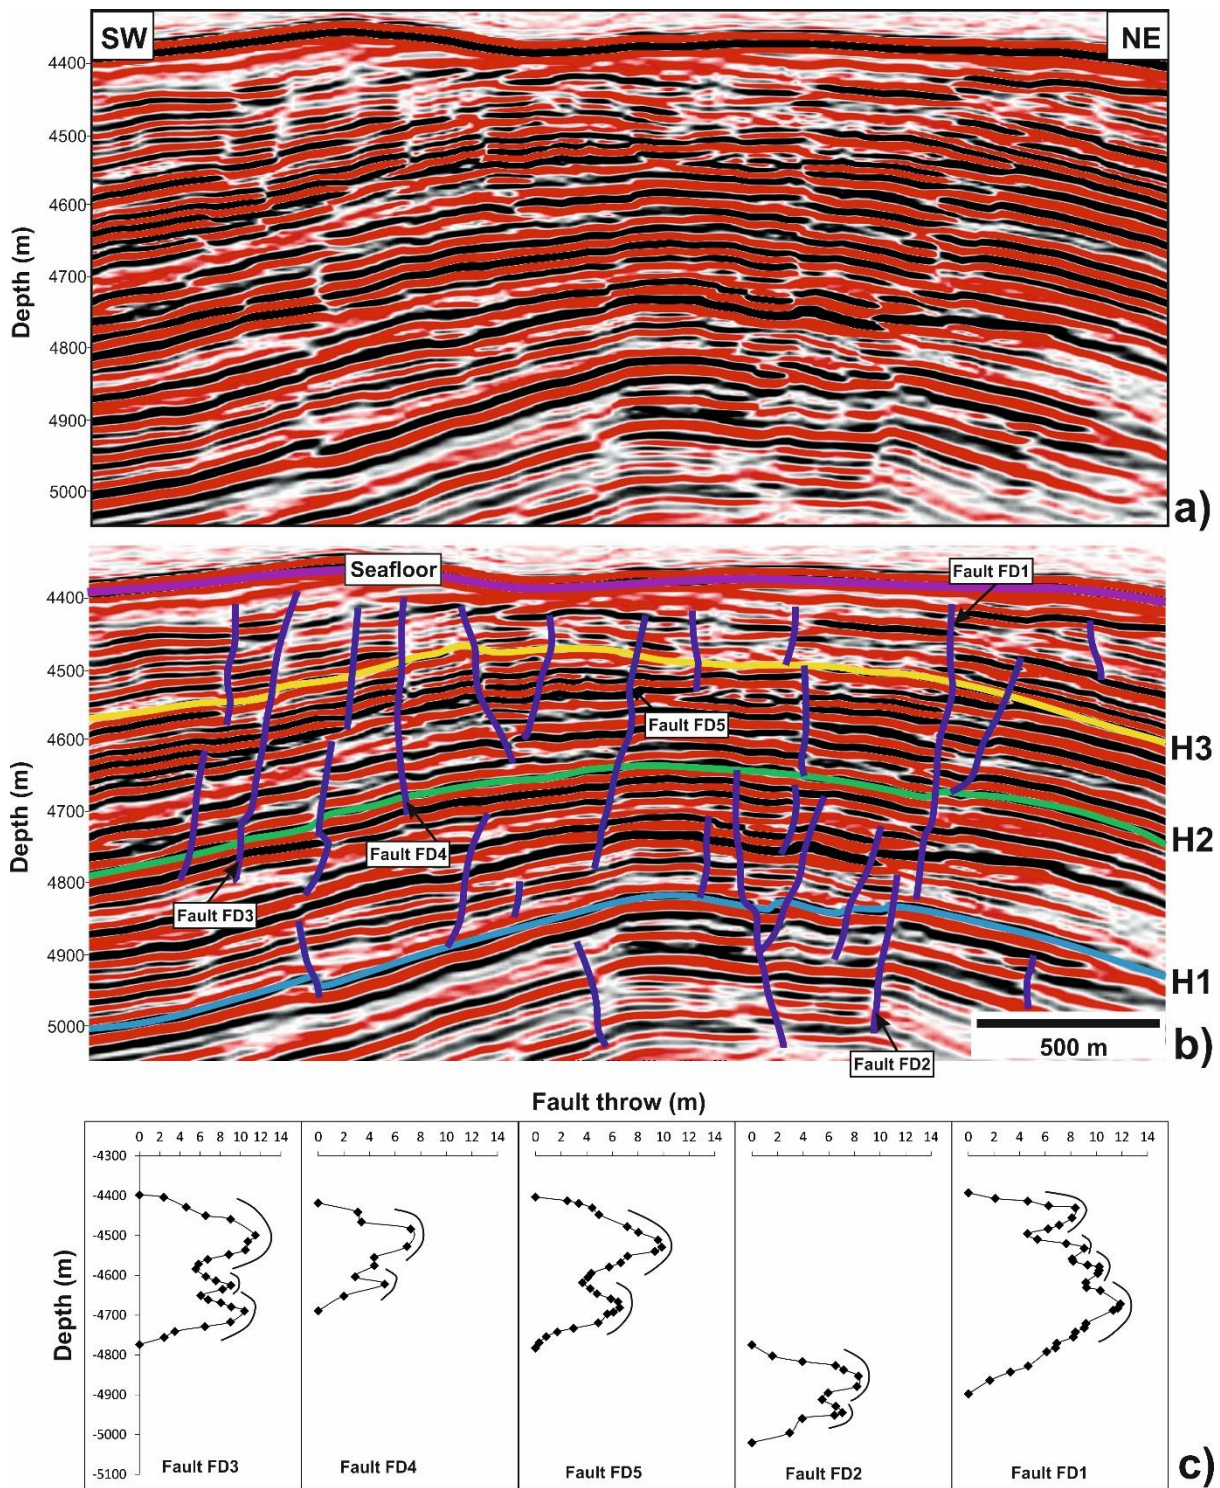 SW
NE
Depth (m)
4400
4500
4600
4700
4800
4900
5000
a)
Seafloor
Fault FD1
Depth (m)
4400
4500
4600
4700
4800
4900
5000
Fault FD5
H3
Fault FD4
H2
Fault FD3
H1
500 m
Fault FD2
b)
Fault throw (m)
0 2 4 6 8 10 12 14
0 2 4 6 8 10 12 14
0 2 4 6 8 10 12 14
0 2 4 6 8 10 12 14
0 2 4 6 8 10 12 14
Depth (m)
-4300
-4400
-4500
-4600
-4700
-4800
-4900
-5000
-5100
Fault FD3
Fault FD4
Fault FD5
Fault FD2
Fault FD1
c)